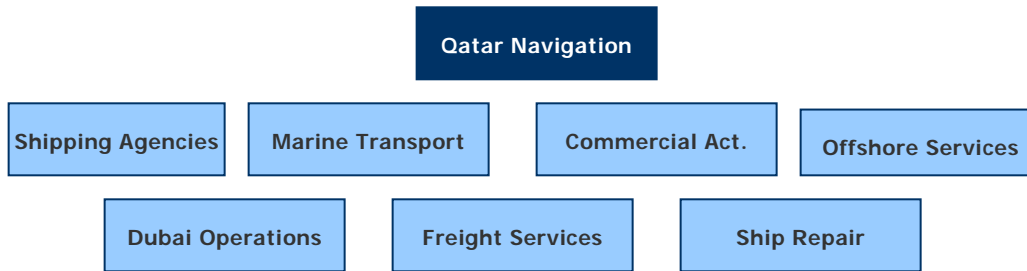 Qatar Navigation
Shipping Agencies
Marine Transport
Commercial Act.
Offshore Services
Dubai Operations
Freight Services
Ship Repair